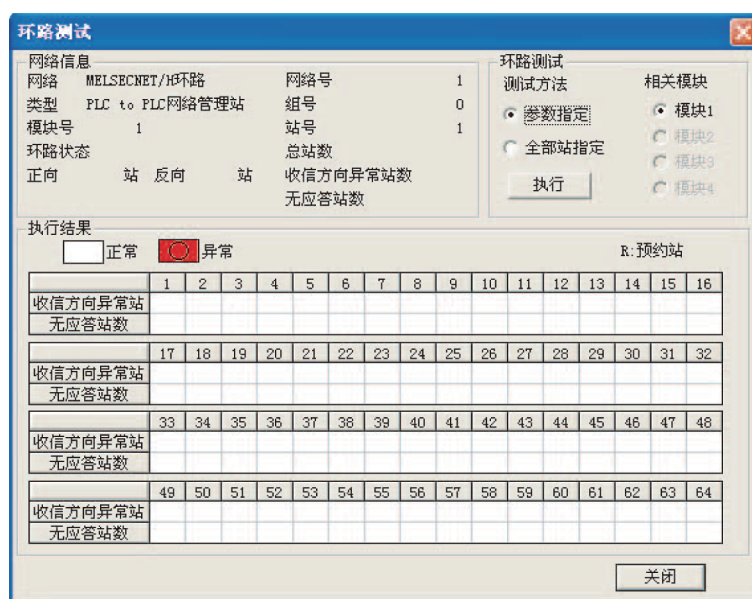 环路测试
网络信息
网络 MELSECNET/H环路 网络号 1
类型 PLC to PLC网络管理站 组号 0
模块号 1 站号 1
环路状态 总站数
正向 站 反向 站 收信方向异常站数
无应答站数
环路测试
测试方法 相关模块
参数指定 模块1
全部站指定 模块2
模块3
执行 模块4
执行结果
正常 异常 R:预约站
1 2 3 4 5 6 7 8 9 10 11 12 13 14 15 16
收信方向异常站
无应答站数
17 18 19 20 21 22 23 24 25 26 27 28 29 30 31 32
收信方向异常站
无应答站数
33 34 35 36 37 38 39 40 41 42 43 44 45 46 47 48
收信方向异常站
无应答站数
49 50 51 52 53 54 55 56 57 58 59 60 61 62 63 64
收信方向异常站
无应答站数
关闭